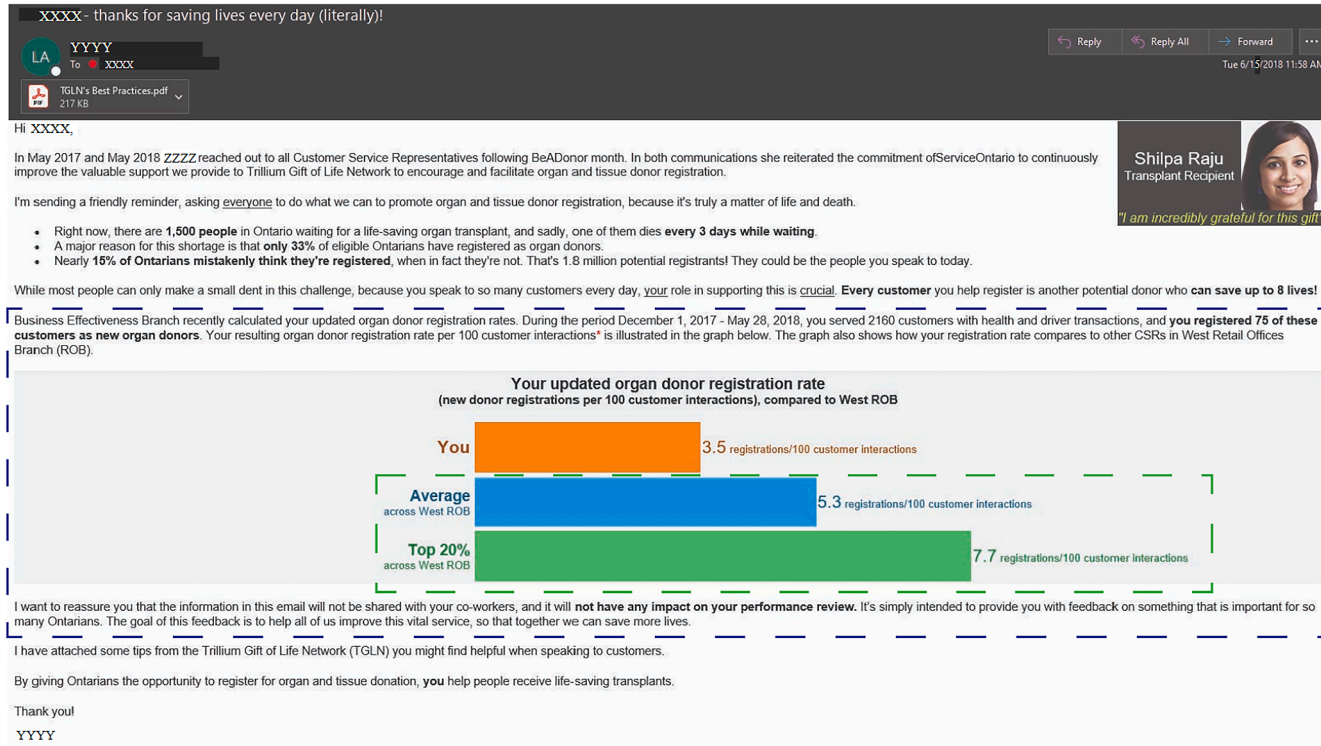 XXXX - thanks for saving lives every day (literally)!
LA
YYYY
To XXXX
Reply
Reply All
Forward
...
Tue 6/15/2018 11:58 AM
PDF
TGLN's Best Practices.pdf
217 KB
Hi XXXX,
Shilpa Raju
Transplant Recipient
"I am incredibly grateful for this gift"
In May 2017 and May 2018 ZZZZ reached out to all Customer Service Representatives following BeADonor month. In both communications she reiterated the commitment ofServiceOntario to continuously
improve the valuable support we provide to Trillium Gift of Life Network to encourage and facilitate organ and tissue donor registration.
I'm sending a friendly reminder, asking everyone to do what we can to promote organ and tissue donor registration, because it's truly a matter of life and death.
• Right now, there are 1,500 people in Ontario waiting for a life-saving organ transplant, and sadly, one of them dies every 3 days while waiting.
• A major reason for this shortage is that only 33% of eligible Ontarians have registered as organ donors.
• Nearly 15% of Ontarians mistakenly think they're registered, when in fact they're not. That's 1.8 million potential registrants! They could be the people you speak to today.
While most people can only make a small dent in this challenge, because you speak to so many customers every day, your role in supporting this is crucial. Every customer you help register is another potential donor who can save up to 8 lives!
Business Effectiveness Branch recently calculated your updated organ donor registration rates. During the period December 1, 2017 - May 28, 2018, you served 2160 customers with health and driver transactions, and you registered 75 of these
customers as new organ donors. Your resulting organ donor registration rate per 100 customer interactions* is illustrated in the graph below. The graph also shows how your registration rate compares to other CSRs in West Retail Offices
Branch (ROB).
Your updated organ donor registration rate
(new donor registrations per 100 customer interactions), compared to West ROB
You
3.5 registrations/100 customer interactions
Average
across West ROB
5.3 registrations/100 customer interactions
Top 20%
across West ROB
7.7 registrations/100 customer interactions
I want to reassure you that the information in this email will not be shared with your co-workers, and it will not have any impact on your performance review. It's simply intended to provide you with feedback on something that is important for so
many Ontarians. The goal of this feedback is to help all of us improve this vital service, so that together we can save more lives.
I have attached some tips from the Trillium Gift of Life Network (TGLN) you might find helpful when speaking to customers.
By giving Ontarians the opportunity to register for organ and tissue donation, you help people receive life-saving transplants.
Thank you!
YYYY